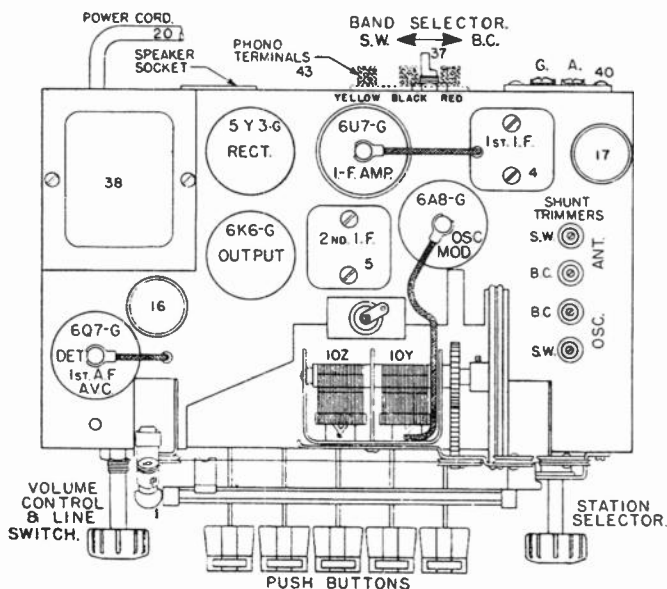 POWER CORD.
20
SPEAKER
SOCKET
PHONO
TERMINALS
43
BAND SELECTOR.
S.W. B.C.
37
G. A. 40
YELLOW BLACK RED
38
5Y3-G
RECT.
6U7-G
I-F. AMP.
1ST. I.F.
4
17
6K6-G
OUTPUT
2ND. I.F.
5
6A8-G
OSC
MOD
SHUNT
TRIMMERS
S.W.
B.C.
ANT.
B C
S.W.
OSC.
16
6Q7-G
DET
1ST. A.F
A.V.C.
10Z 10Y
VOLUME
CONTROL
& LINE
SWITCH.
1
STATION
SELECTOR.
PUSH BUTTONS